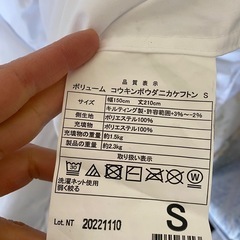 品質表示
ボリューム コウキンボウダニカケフトン S
サイズ 幅150cm 丈210cm
キルティング製・許容範囲+3%~-2%
側生地 ポリエステル100%
充填物 ポリエステル100%
充填物の重量 約1.5kg
製品の重量 約2.3kg
取り扱い表示
洗濯ネット使用
弱く絞る
Lot. NT 20221110
S